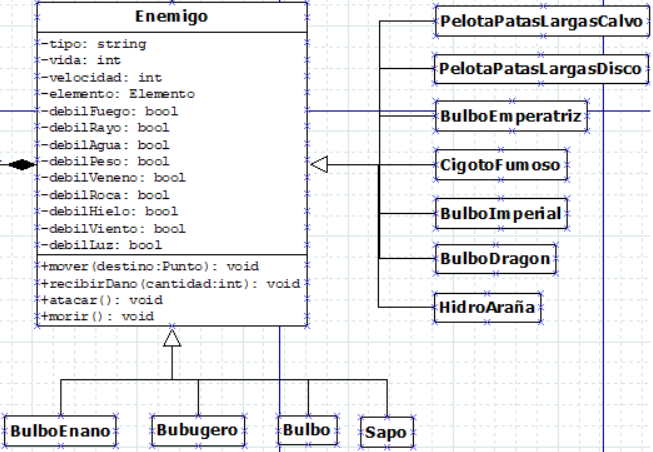 Enemigo
-tipo: string
-vida: int
-velocidad: int
-elemento: Elemento
-debilFuego: bool
-debilRayo: bool
-debilAgua: bool
-debilPeso: bool
-debilVeneno: bool
-debilRoca: bool
-debilHielo: bool
-debilViento: bool
-debilLuz: bool
+mover(destino:Punto): void
+recibirDano(cantidad:int): void
+atacar(): void
+morir(): void
PelotaPatasLargasCalvo
PelotaPatasLargasDisco
BulboEmperatriz
CigotoFumoso
BulboImperial
BulboDragon
HidroAraña
BulboEnano
Bubugero
Bulbo
Sapo